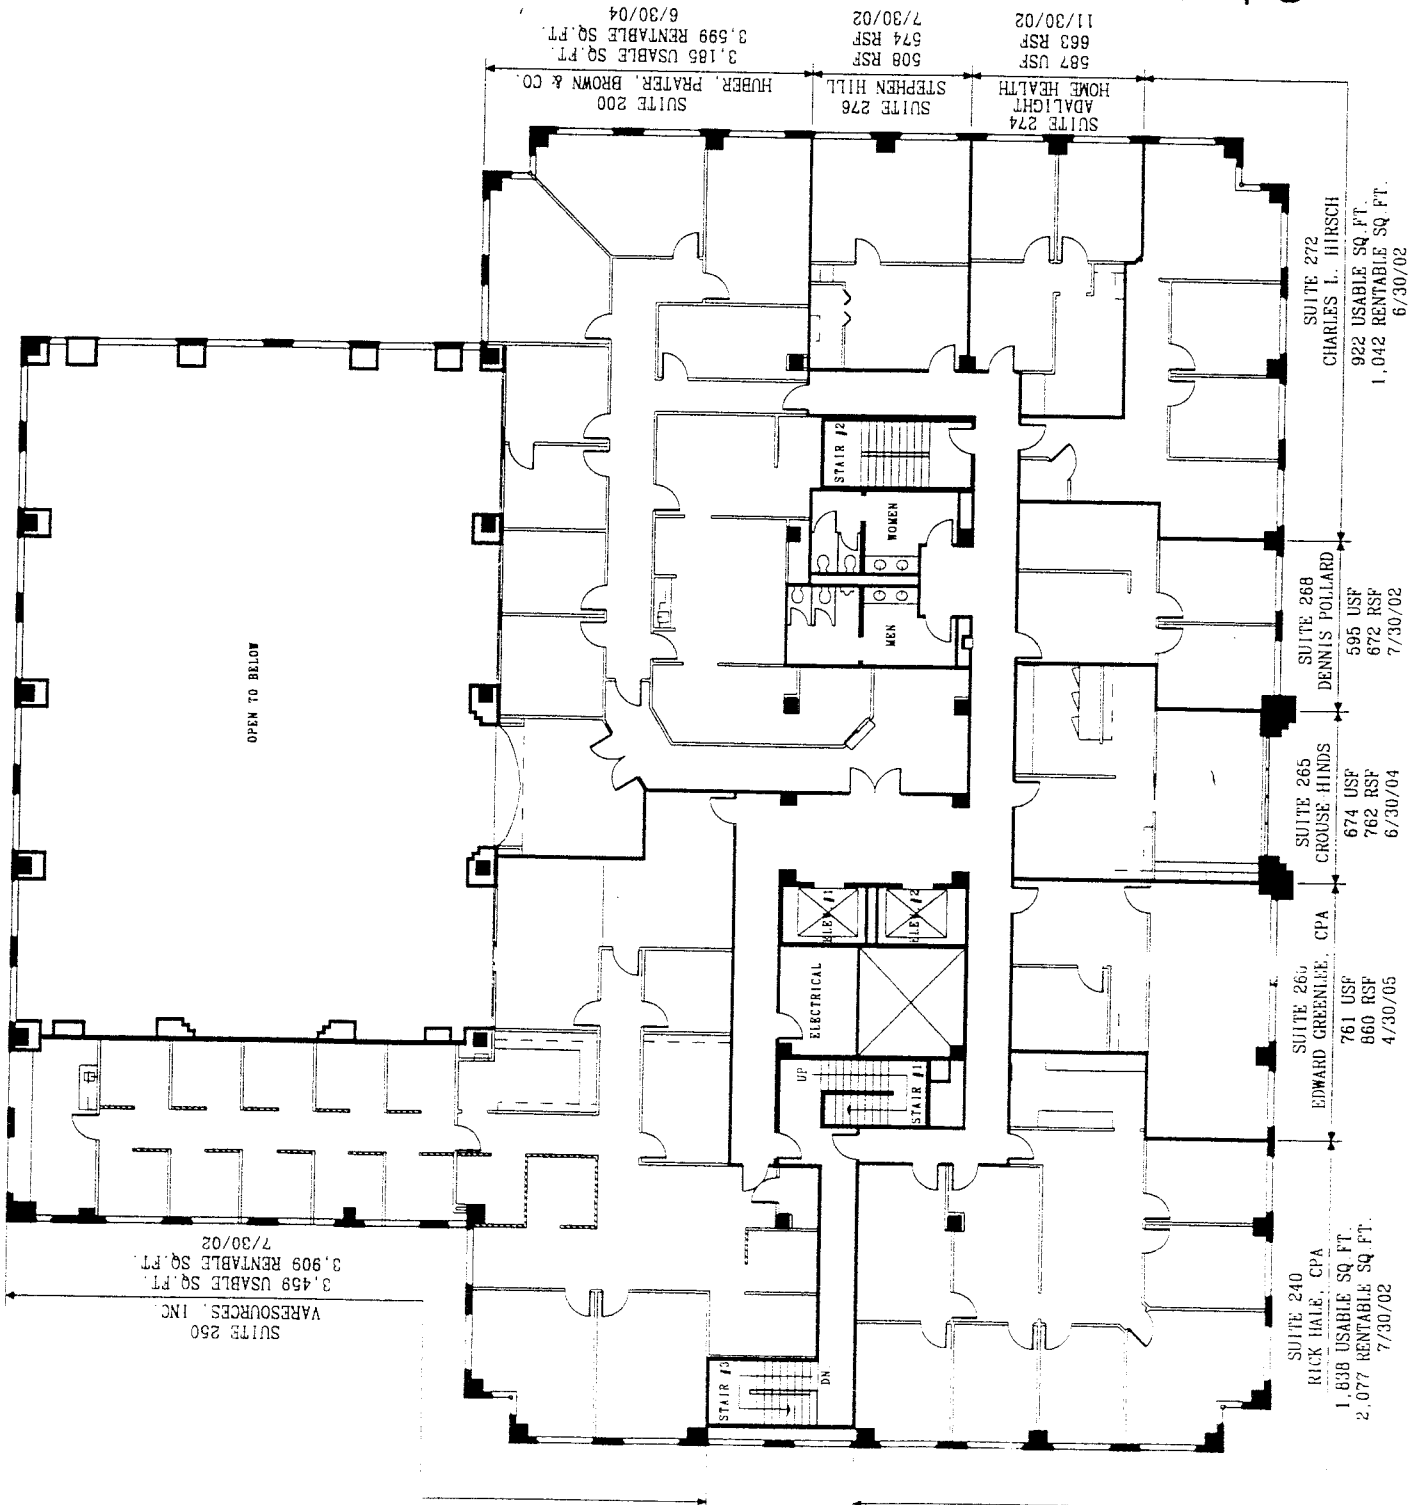 SUITE 200
HUBER, PRATER, BROWN & CO.
3,185 USABLE SQ.FT.
3,599 RENTABLE SQ.FT.
6/30/04
SUITE 276
STEPHEN HILL
508 RSF
574 RSF
7/30/02
SUITE 274
ADALIGHT
HOME HEALTH
587 USF
663 RSF
11/30/02
SUITE 272
CHARLES L. HIRSCH
922 USABLE SQ.FT.
1,042 RENTABLE SQ.FT.
6/30/02
STAIR #2
WOMEN
MEN
OPEN TO BELOW
SUITE 268
DENNIS POLLARD
595 USF
672 RSF
7/30/02
SUITE 265
CROUSE-HINDS
674 USF
762 RSF
6/30/04
ELEV. #1
ELEV. #2
ELECTRICAL
UP
STAIR #1
EDWARD GREENLEE, CPA
761 USF
860 RSF
4/30/05
SUITE 250
VARESOURCES, INC.
3,459 USABLE SQ.FT.
3,909 RENTABLE SQ.FT.
7/30/02
STAIR #3
DN
SUITE 240
RICK HALE, CPA
1,838 USABLE SQ.FT.
2,077 RENTABLE SQ.FT.
7/30/02